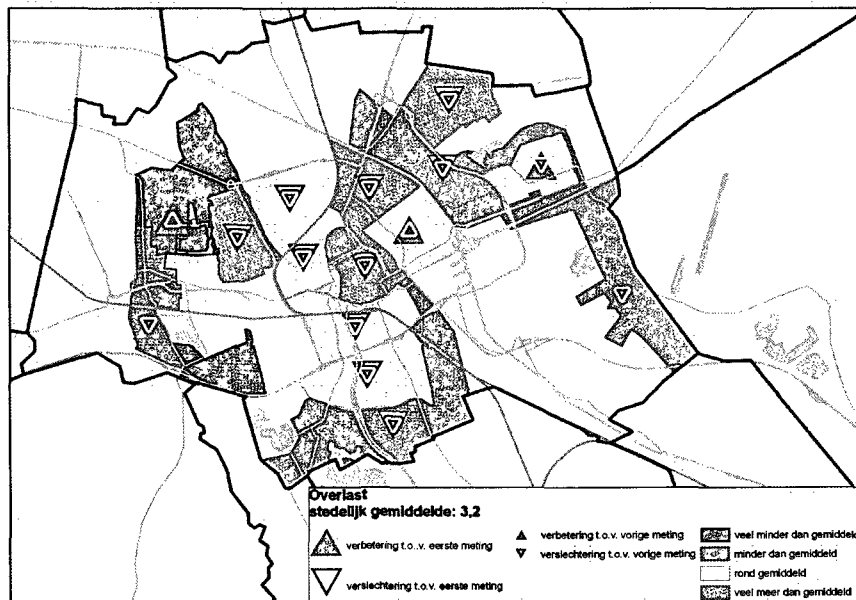 Overlast
stedelijk gemiddelde: 3,2
verbetering t.o.v. eerste meting
verslechtering t.o.v. eerste meting
verbetering t.o.v. vorige meting
verslechtering t.o.v. vorige meting
veel minder dan gemiddeld
minder dan gemiddeld
rond gemiddeld
veel meer dan gemiddeld